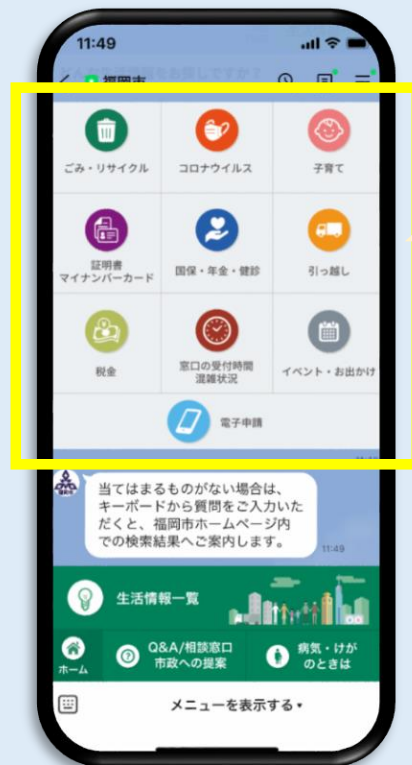 11:49
福岡市
ごみ・リサイクル
コロナウイルス
子育て
証明書
マイナンバーカード
国保・年金・健診
引っ越し
税金
窓口の受付時間
混雑状況
イベント・お出かけ
電子申請
当てはまるものがない場合は、
キーボードから質問をご入力いた
だくと、福岡市ホームページ内
での検索結果へご案内します。
11:49
生活情報一覧
ホーム
Q&A/相談窓口
市政への提案
病気・けが
のときは
メニューを表示する▾